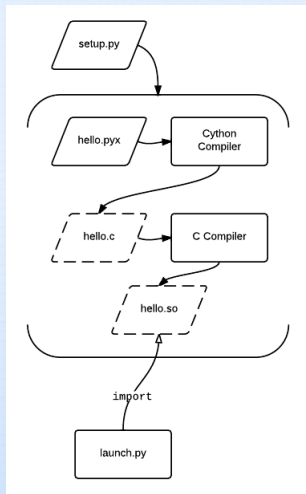 setup.py
hello.pyx
Cython
Compiler
hello.c
C Compiler
hello.so
import
launch.py